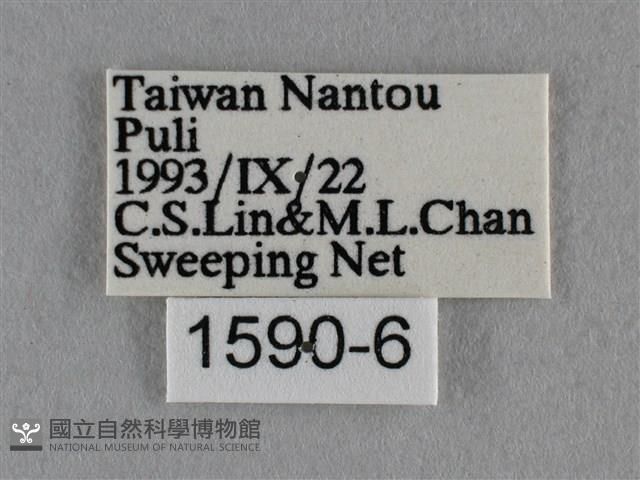 Taiwan Nantou
Puli
1993/IX/22
C.S.Lin&M.L.Chan
Sweeping Net
1590-6
國立自然科學博物館
NATIONAL MUSEUM OF NATURAL SCIENCE